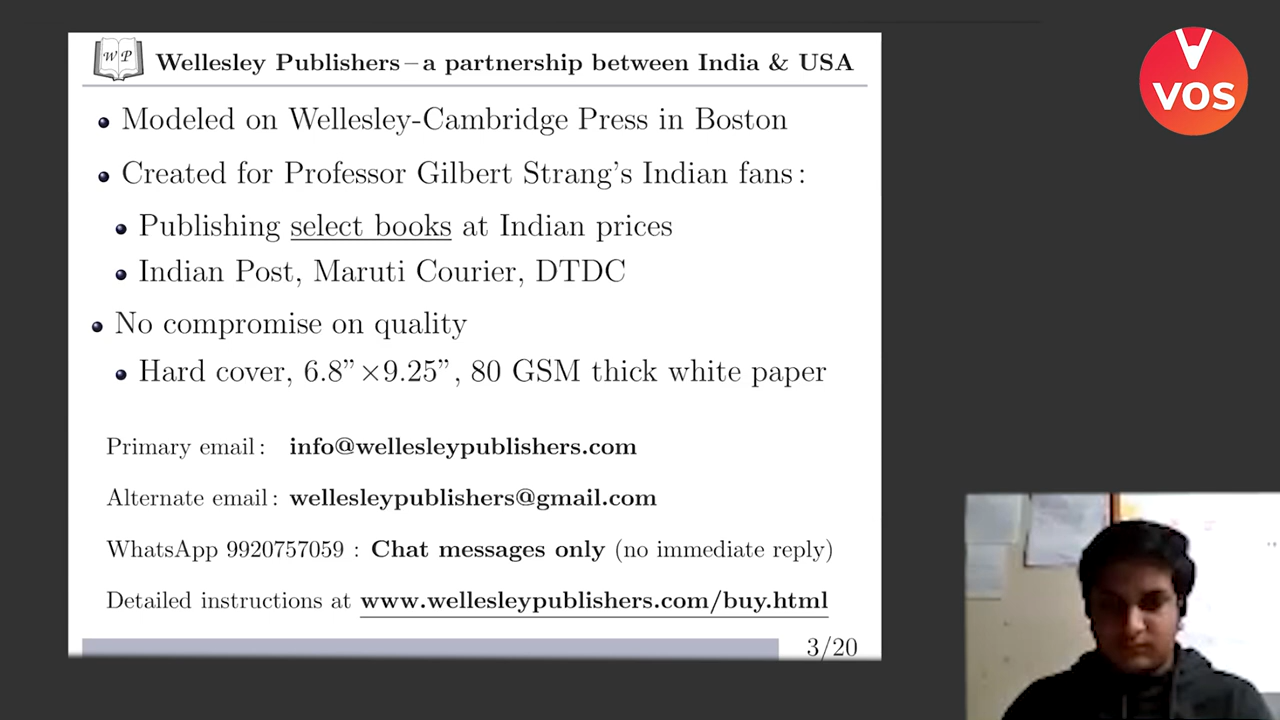 W P
Wellesley Publishers – a partnership between India & USA
VOS
Modeled on Wellesley-Cambridge Press in Boston
Created for Professor Gilbert Strang's Indian fans :
Publishing select books at Indian prices
Indian Post, Maruti Courier, DTDC
No compromise on quality
Hard cover, 6.8”×9.25”, 80 GSM thick white paper
Primary email : info@wellesleypublishers.com
Alternate email : wellesleypublishers@gmail.com
WhatsApp 9920757059 : Chat messages only (no immediate reply)
Detailed instructions at www.wellesleypublishers.com/buy.html
3/20